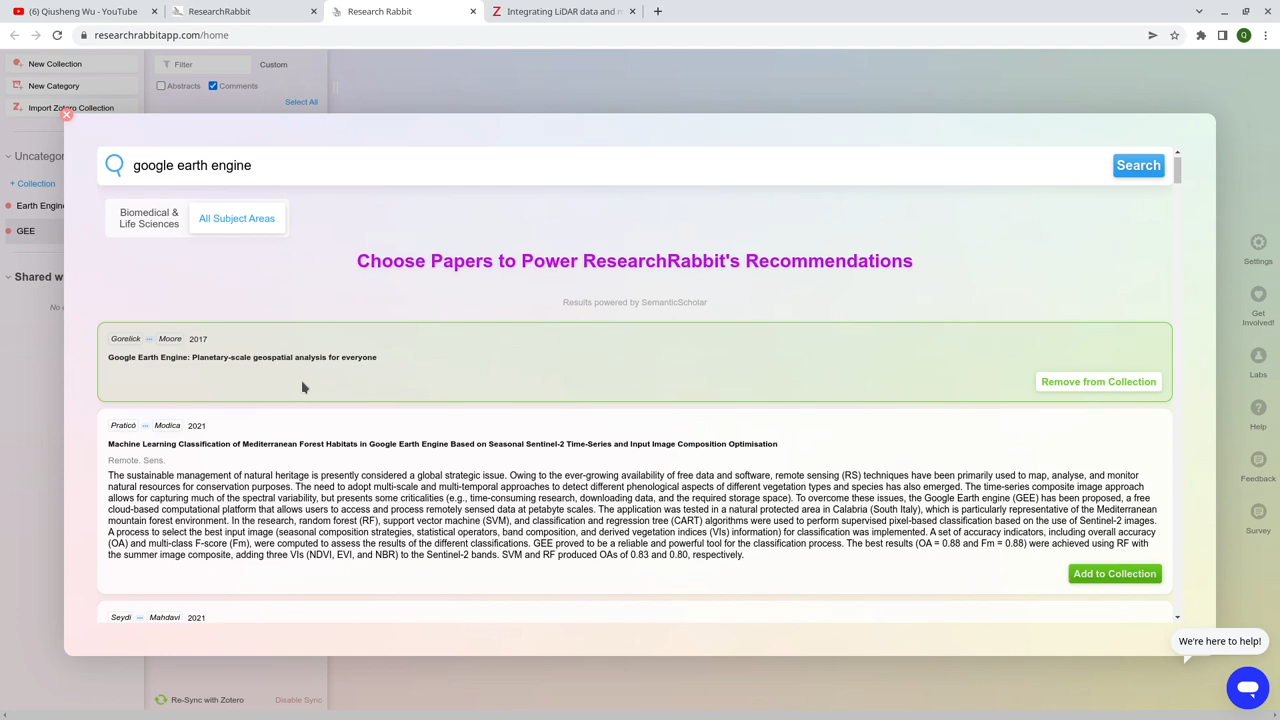 (6) Qiusheng Wu - YouTube
ResearchRabbit
Research Rabbit
Integrating LiDAR data and
researchrabbitapp.com/home
Q
New Collection
New Category
Import Zotero Collection
Filter
Custom
Abstracts
Comments
Select All
Uncategor
+ Collection
Earth Engin
GEE
Shared w
No
google earth engine
Search
Biomedical &
Life Sciences
All Subject Areas
Choose Papers to Power ResearchRabbit's Recommendations
Results powered by SemanticScholar
Gorelick ... Moore 2017
Google Earth Engine: Planetary-scale geospatial analysis for everyone
Remove from Collection
Praticò ... Modica 2021
Machine Learning Classification of Mediterranean Forest Habitats in Google Earth Engine Based on Seasonal Sentinel-2 Time-Series and Input Image Composition Optimisation
Remote. Sens.
The sustainable management of natural heritage is presently considered a global strategic issue. Owing to the ever-growing availability of free data and software, remote sensing (RS) techniques have been primarily used to map, analyse, and monitor
natural resources for conservation purposes. The need to adopt multi-scale and multi-temporal approaches to detect different phenological aspects of different vegetation types and species has also emerged. The time-series composite image approach
allows for capturing much of the spectral variability, but presents some criticalities (e.g., time-consuming research, downloading data, and the required storage space). To overcome these issues, the Google Earth engine (GEE) has been proposed, a free
cloud-based computational platform that allows users to access and process remotely sensed data at petabyte scales. The application was tested in a natural protected area in Calabria (South Italy), which is particularly representative of the Mediterranean
mountain forest environment. In the research, random forest (RF), support vector machine (SVM), and classification and regression tree (CART) algorithms were used to perform supervised pixel-based classification based on the use of Sentinel-2 images.
A process to select the best input image (seasonal composition strategies, statistical operators, band composition, and derived vegetation indices (VIs) information) for classification was implemented. A set of accuracy indicators, including overall accuracy
(OA) and multi-class F-score (Fm), were computed to assess the results of the different classifications. GEE proved to be a reliable and powerful tool for the classification process. The best results (OA = 0.88 and Fm = 0.88) were achieved using RF with
the summer image composite, adding three VIs (NDVI, EVI, and NBR) to the Sentinel-2 bands. SVM and RF produced OAs of 0.83 and 0.80, respectively.
Add to Collection
Seydi ... Mahdavi 2021
Settings
Get
Involved!
Labs
Help
Feedback
Survey
We're here to help!
Re-Sync with Zotero
Disable Sync